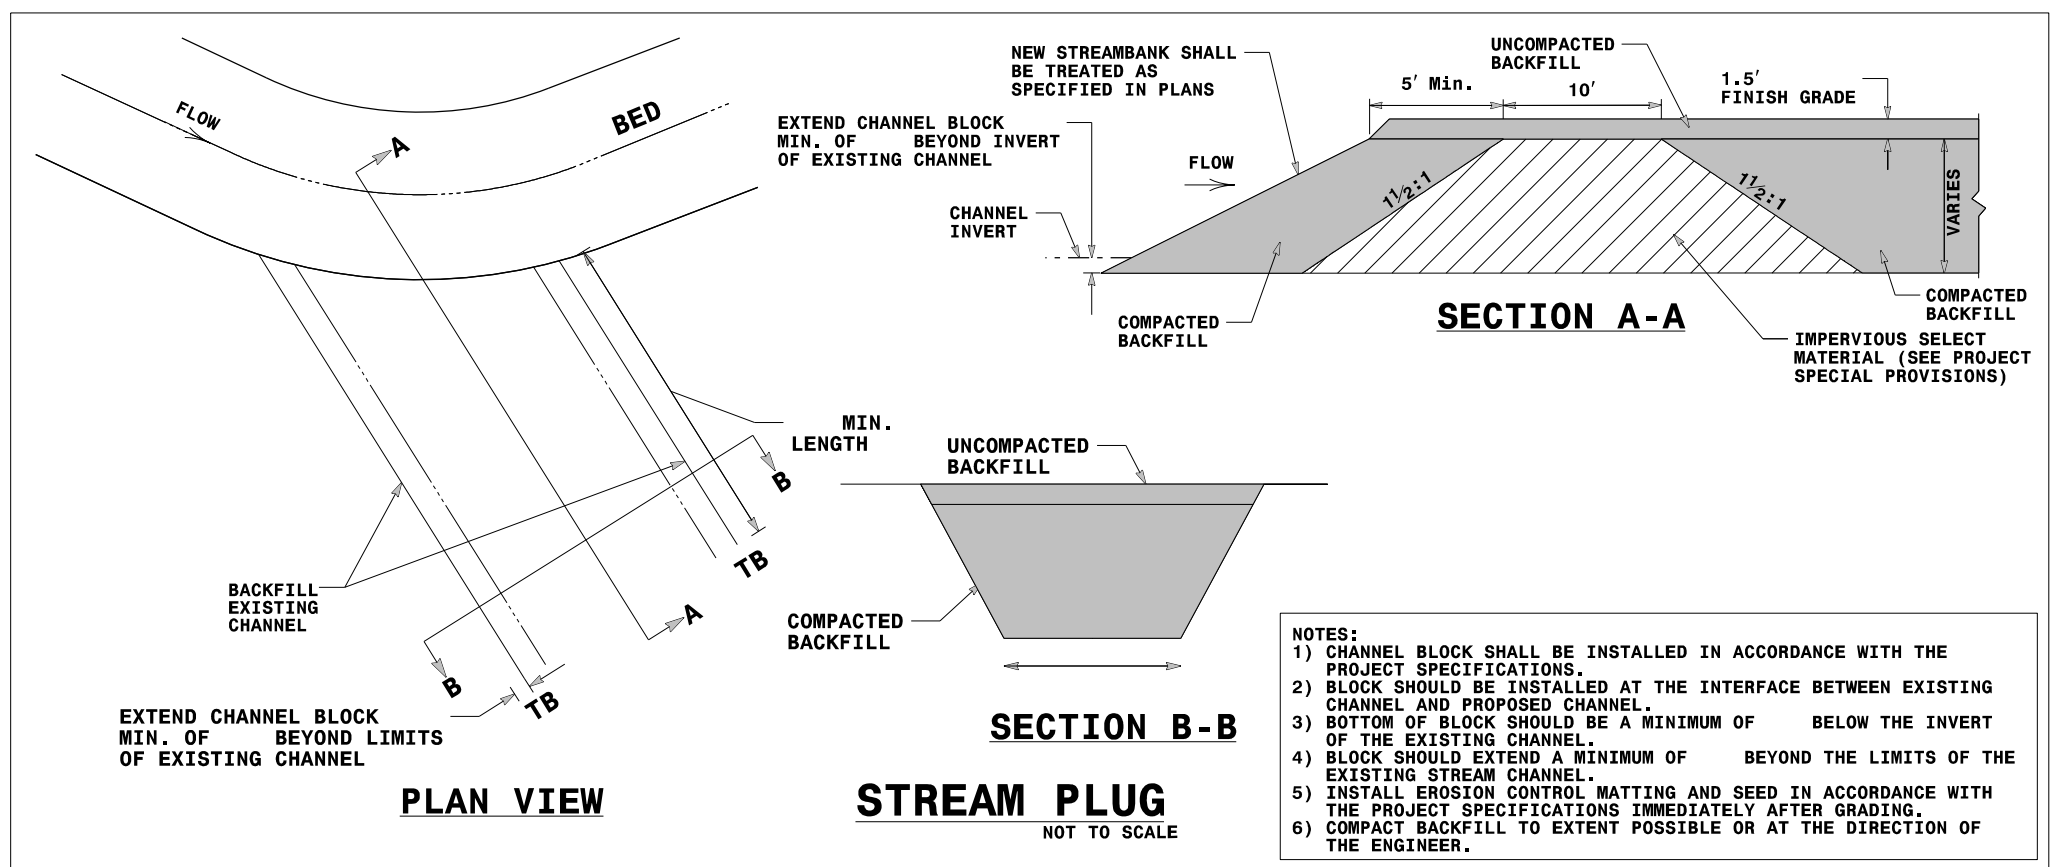 FLOW
BED
A
MIN.
LENGTH
B
TB
A
BACKFILL
EXISTING
CHANNEL
B
TB
EXTEND CHANNEL BLOCK
MIN. OF BEYOND LIMITS
OF EXISTING CHANNEL
PLAN VIEW
NEW STREAMBANK SHALL
BE TREATED AS
SPECIFIED IN PLANS
UNCOMPACTED
BACKFILL
5' Min.
10'
1.5'
FINISH GRADE
EXTEND CHANNEL BLOCK
MIN. OF BEYOND INVERT
OF EXISTING CHANNEL
FLOW
1 1/2:1
1 1/2:1
VARIES
CHANNEL
INVERT
COMPACTED
BACKFILL
COMPACTED
BACKFILL
SECTION A-A
IMPERVIOUS SELECT
MATERIAL (SEE PROJECT
SPECIAL PROVISIONS)
UNCOMPACTED
BACKFILL
COMPACTED
BACKFILL
SECTION B-B
STREAM PLUG
NOT TO SCALE
NOTES:
1) CHANNEL BLOCK SHALL BE INSTALLED IN ACCORDANCE WITH THE
PROJECT SPECIFICATIONS.
2) BLOCK SHOULD BE INSTALLED AT THE INTERFACE BETWEEN EXISTING
CHANNEL AND PROPOSED CHANNEL.
3) BOTTOM OF BLOCK SHOULD BE A MINIMUM OF BELOW THE INVERT
OF THE EXISTING CHANNEL.
4) BLOCK SHOULD EXTEND A MINIMUM OF BEYOND THE LIMITS OF THE
EXISTING STREAM CHANNEL.
5) INSTALL EROSION CONTROL MATTING AND SEED IN ACCORDANCE WITH
THE PROJECT SPECIFICATIONS IMMEDIATELY AFTER GRADING.
6) COMPACT BACKFILL TO EXTENT POSSIBLE OR AT THE DIRECTION OF
THE ENGINEER.